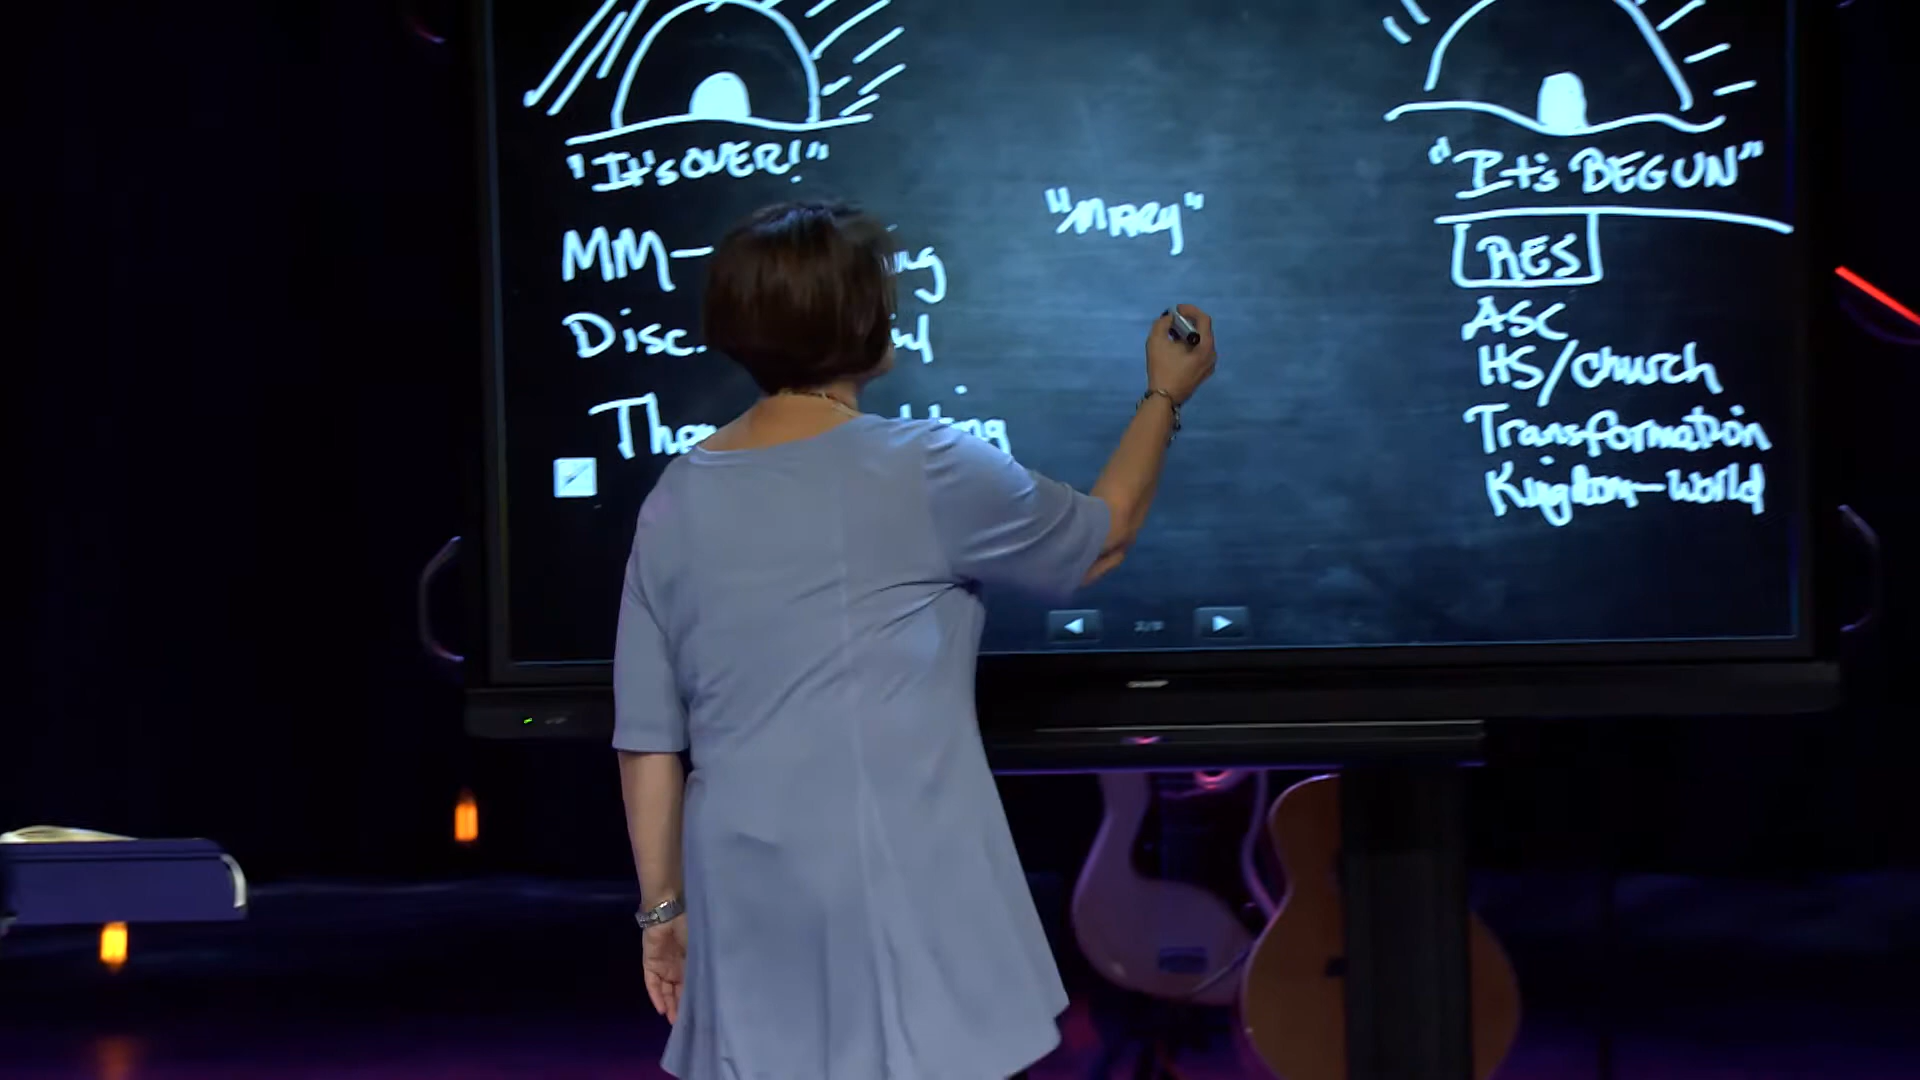 "It's OVER!"
MM-
Disc.
"MARY"
"It's BEGUN"
RES
ASC
HS/church
Transformation
Kingdom-World